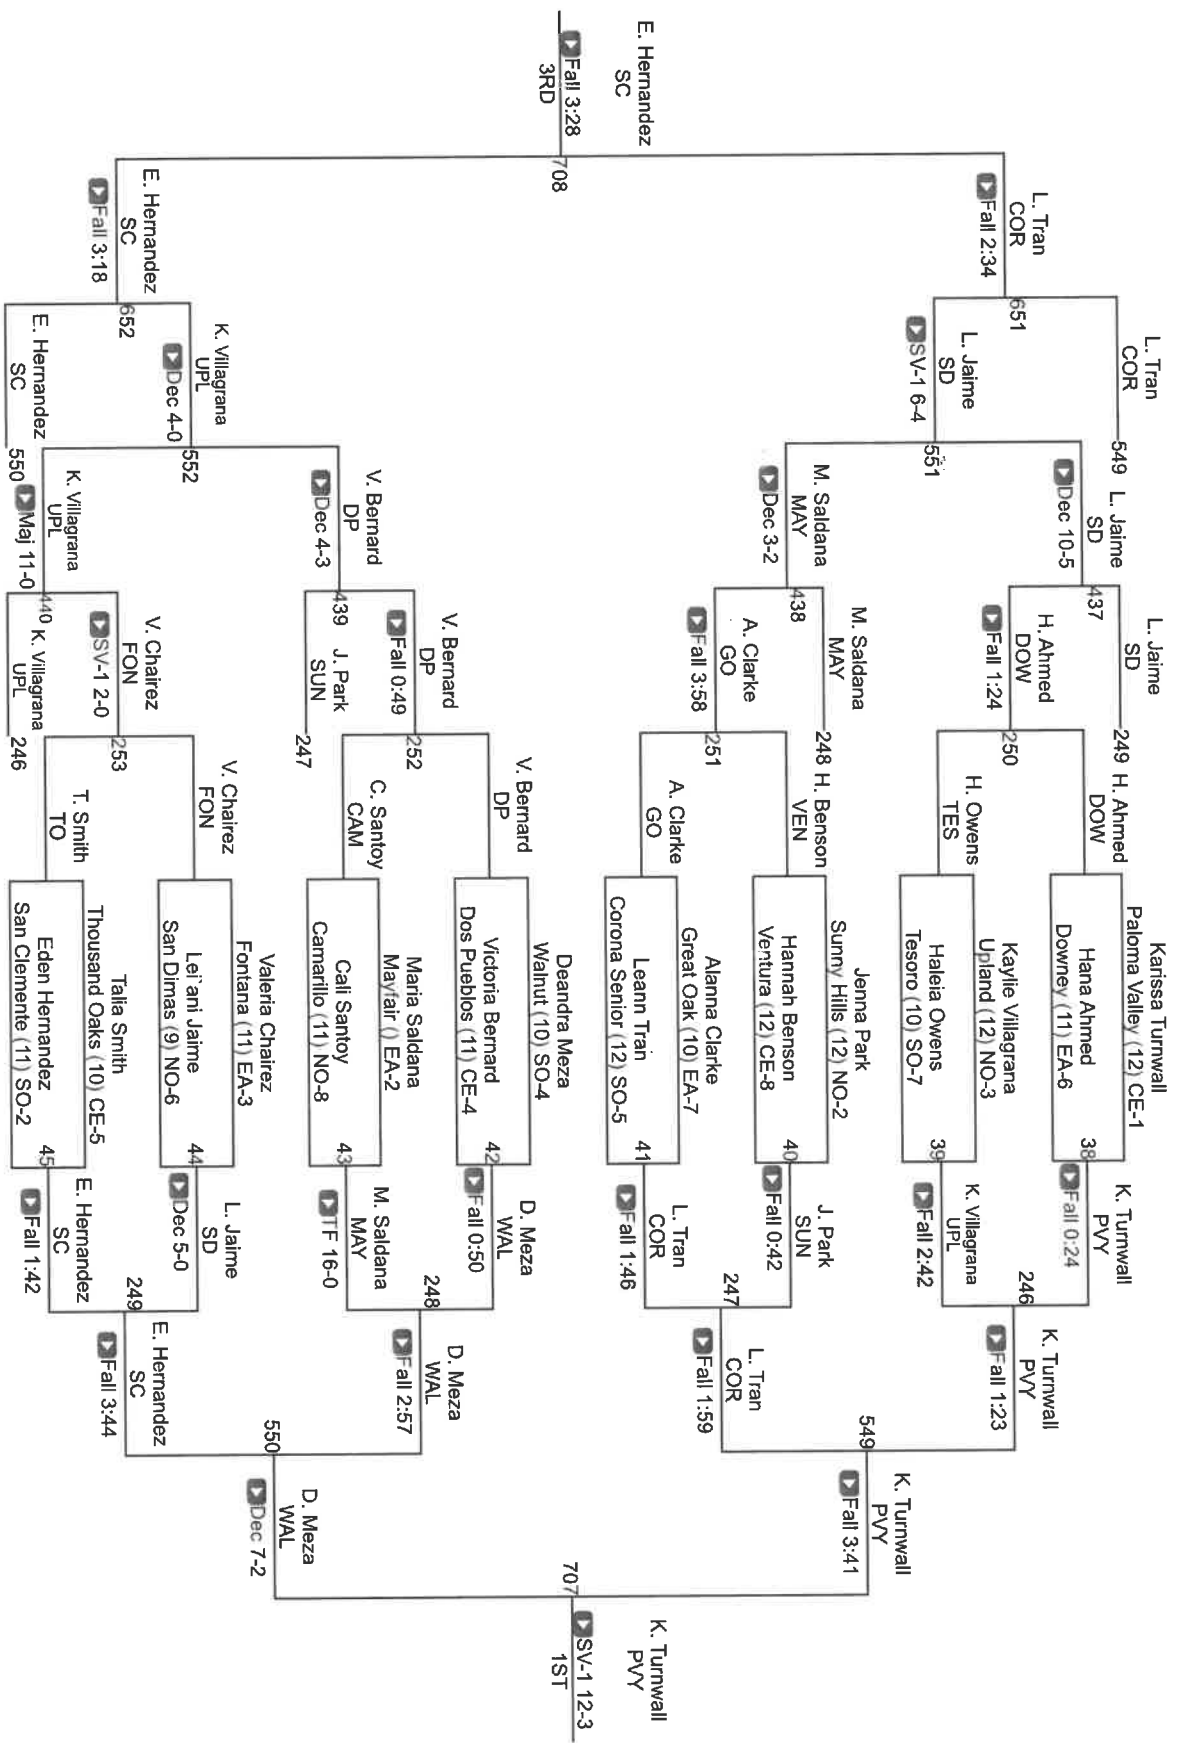 E. Hernandez
SC
Fall 3:28
3RD
708
L. Tran
COR
Fall 2:34
E. Hernandez
SC
Fall 3:18
L. Tran
COR
651
L. Jaime
SD
SV-1 6-4
K. Villagrana
UPL
Dec 4-0
652
E. Hernandez
SC
549
L. Jaime
SD
Dec 10-5
551
M. Saldana
MAY
Dec 3-2
V. Bernard
DP
Dec 4-3
552
K. Villagrana
UPL
Maj 11-0
550
L. Jaime
SD
437
H. Ahmed
DOW
Fall 1:24
M. Saldana
MAY
438
A. Clarke
GO
Fall 3:58
V. Bernard
DP
Fall 0:49
439
J. Park
SUN
V. Chairez
FON
SV-1 2-0
440
K. Villagrana
UPL
249
H. Ahmed
DOW
250
H. Owens
TES
248
H. Benson
VEN
251
A. Clarke
GO
V. Bernard
DP
252
C. Santoy
CAM
247
V. Chairez
FON
253
T. Smith
TO
246
Karissa Turnwall
Paloma Valley (12) CE-1
38
Hana Ahmed
Downey (11) EA-6
Kaylie Villagrana
Upland (12) NO-3
39
Haleia Owens
Tesoro (10) SO-7
Jenna Park
Sunny Hills (12) NO-2
40
Hannah Benson
Ventura (12) CE-8
Alanna Clarke
Great Oak (10) EA-7
41
Leann Tran
Corona Senior (12) SO-5
Deandra Meza
Walnut (10) SO-4
42
Victoria Bernard
Dos Pueblos (11) CE-4
Maria Saldana
Mayfair () EA-2
43
Cali Santoy
Camarillo (11) NO-8
Valeria Chairez
Fontana (11) EA-3
44
Lei`ani Jaime
San Dimas (9) NO-6
Talia Smith
Thousand Oaks (10) CE-5
45
Eden Hernandez
San Clemente (11) SO-2
K. Turnwall
PVY
Fall 0:24
K. Villagrana
UPL
Fall 2:42
J. Park
SUN
Fall 0:42
L. Tran
COR
Fall 1:46
D. Meza
WAL
Fall 0:50
M. Saldana
MAY
TF 16-0
L. Jaime
SD
Dec 5-0
E. Hernandez
SC
Fall 1:42
246
247
248
249
K. Turnwall
PVY
Fall 1:23
L. Tran
COR
Fall 1:59
D. Meza
WAL
Fall 2:57
E. Hernandez
SC
Fall 3:44
549
550
K. Turnwall
PVY
Fall 3:41
D. Meza
WAL
Dec 7-2
707
K. Turnwall
PVY
SV-1 12-3
1ST